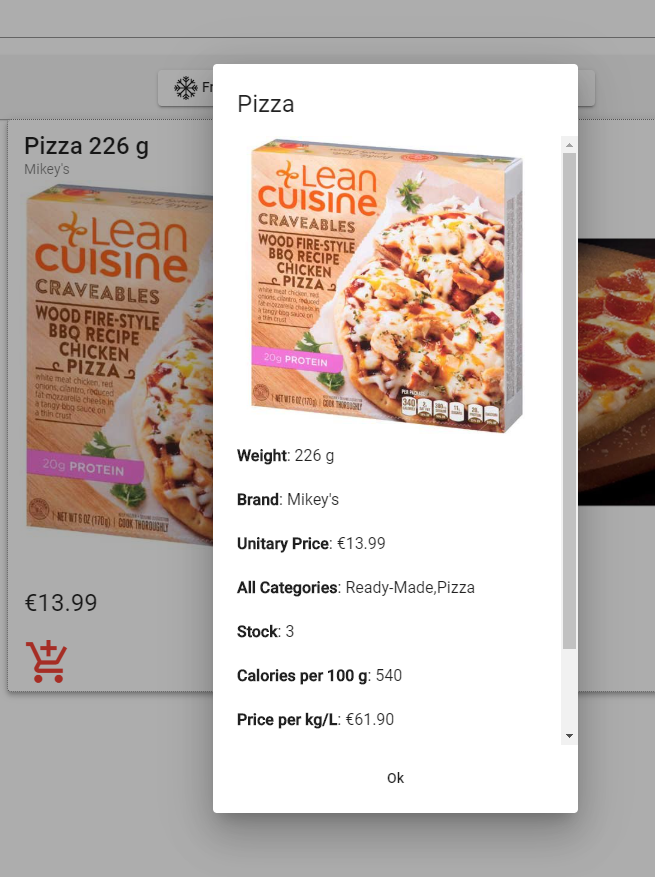 Fr
Pizza 226 g
Mikey's
Lean
CUISINE
CRAVEABLES
WOOD FIRE-STYLE
BBQ RECIPE
CHICKEN
PIZZA
white meat chicken, red
onions, cilantro, reduced
fat mozzarella cheese in
a tangy bbq sauce on
a thin crust
20g PROTEIN
NET WT 6 OZ (170g) | COOK THOROUGHLY
€13.99
Pizza
Lean
CUISINE
CRAVEABLES
WOOD FIRE-STYLE
BBQ RECIPE
CHICKEN
PIZZA
white meat chicken, red
onions, cilantro, reduced
fat mozzarella cheese in
a tangy bbq sauce on
a thin crust
20g PROTEIN
NET WT 6 OZ (170g) | COOK THOROUGHLY
340
Weight: 226 g
Brand: Mikey's
Unitary Price: €13.99
All Categories: Ready-Made,Pizza
Stock: 3
Calories per 100 g: 540
Price per kg/L: €61.90
Ok